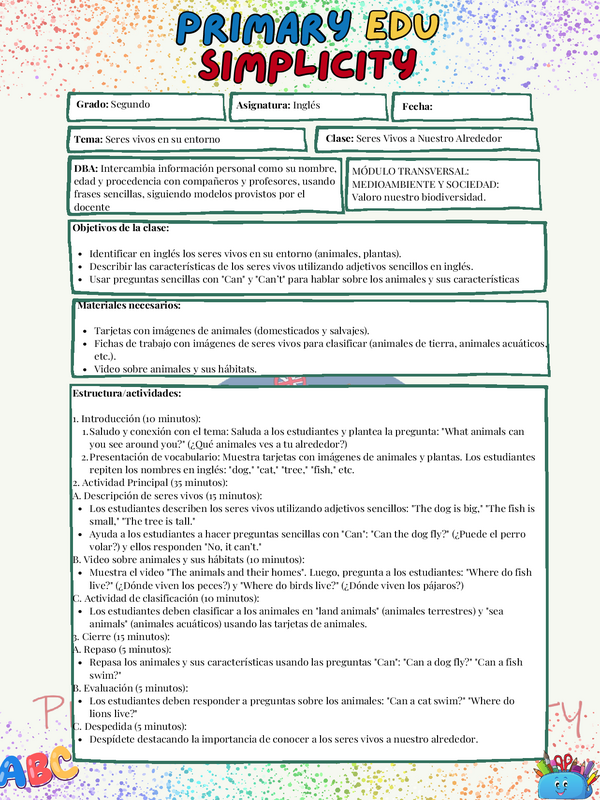 PRIMARY EDU
SIMPLICITY
Grado: Segundo
Asignatura: Inglés
Fecha:
Tema: Seres vivos en su entorno
Clase: Seres Vivos a Nuestro Alrededor
DBA: Intercambia información personal como su nombre,
edad y procedencia con compañeros y profesores, usando
frases sencillas, siguiendo modelos provistos por el
docente
MÓDULO TRANSVERSAL:
MEDIOAMBIENTE Y SOCIEDAD:
Valoro nuestro biodiversidad.
Objetivos de la clase:
• Identificar en inglés los seres vivos en su entorno (animales, plantas).
• Describir las características de los seres vivos utilizando adjetivos sencillos en inglés.
• Usar preguntas sencillas con "Can" y "Can't" para hablar sobre los animales y sus características
Materiales necesarios:
• Tarjetas con imágenes de animales (domesticados y salvajes).
• Fichas de trabajo con imágenes de seres vivos para clasificar (animales de tierra, animales acuáticos,
etc.).
• Video sobre animales y sus hábitats.
Estructura/actividades:
1. Introducción (10 minutos):
1. Saludo y conexión con el tema: Saluda a los estudiantes y plantea la pregunta: "What animals can
you see around you?" (¿Qué animales ves a tu alrededor?)
2. Presentación de vocabulario: Muestra tarjetas con imágenes de animales y plantas. Los estudiantes
repiten los nombres en inglés: "dog," "cat," "tree," "fish," etc.
2. Actividad Principal (35 minutos):
A. Descripción de seres vivos (15 minutos):
• Los estudiantes describen los seres vivos utilizando adjetivos sencillos: "The dog is big," "The fish is
small," "The tree is tall."
• Ayuda a los estudiantes a hacer preguntas sencillas con "Can": "Can the dog fly?" (¿Puede el perro
volar?) y ellos responden "No, it can't."
B. Video sobre animales y sus hábitats (10 minutos):
• Muestra el video "The animals and their homes". Luego, pregunta a los estudiantes: "Where do fish
live?" (¿Dónde viven los peces?) y "Where do birds live?" (¿Dónde viven los pájaros?)
C. Actividad de clasificación (10 minutos):
• Los estudiantes deben clasificar a los animales en "land animals" (animales terrestres) y "sea
animals" (animales acuáticos) usando las tarjetas de animales.
3. Cierre (15 minutos):
A. Repaso (5 minutos):
• Repasa los animales y sus características usando las preguntas "Can": "Can a dog fly?" "Can a fish
swim?"
B. Evaluación (5 minutos):
• Los estudiantes deben responder a preguntas sobre los animales: "Can a cat swim?" "Where do
lions live?"
C. Despedida (5 minutos):
• Despídete destacando la importancia de conocer a los seres vivos a nuestro alrededor.
ABC